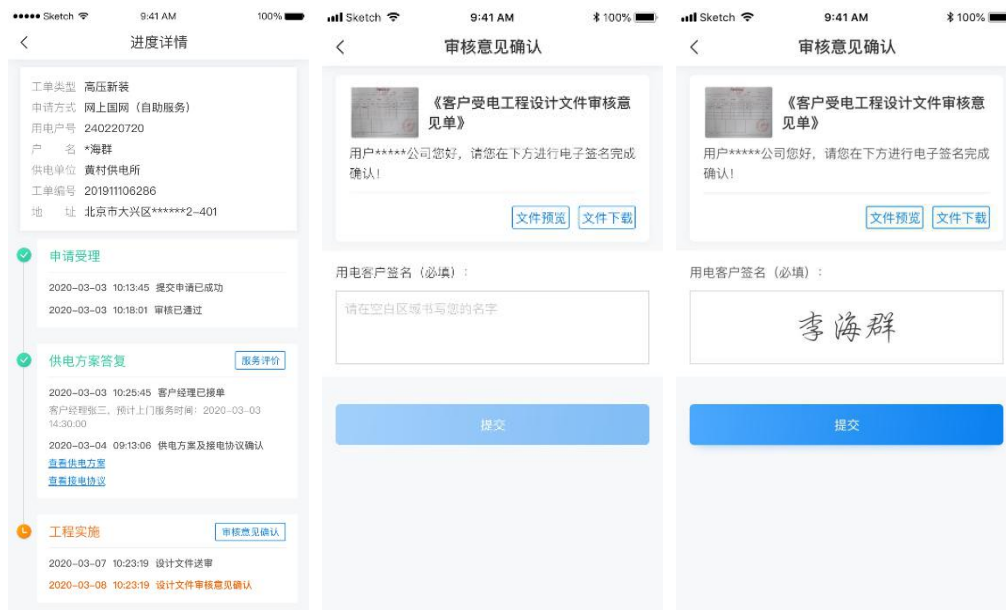 Sketch 9:41 AM 100%
进度详情
工单类型 高压新装
申请方式 网上国网（自助服务）
用电户号 240220720
户 名 *海群
供电单位 黄村供电所
工单编号 201911106286
地 址 北京市大兴区******2-401
申请受理
2020-03-03 10:13:45 提交申请已成功
2020-03-03 10:18:01 审核已通过
供电方案答复 服务评价
2020-03-03 10:25:45 客户经理已接单
客户经理张三，预计上门服务时间：2020-03-03
14:30:00
2020-03-04 09:13:06 供电方案及接电协议确认
查看供电方案
查看接电协议
工程实施 审核意见确认
2020-03-07 10:23:19 设计文件送审
2020-03-08 10:23:19 设计文件审核意见确认
Sketch 9:41 AM 100%
审核意见确认
《客户受电工程设计文件审核意
见单》
用户*****公司您好，请您在下方进行电子签名完成
确认！
文件预览 文件下载
用电客户签名（必填）：
请在空白区域书写您的名字
提交
Sketch 9:41 AM 100%
审核意见确认
《客户受电工程设计文件审核意
见单》
用户*****公司您好，请您在下方进行电子签名完成
确认！
文件预览 文件下载
用电客户签名（必填）：
李海群
提交